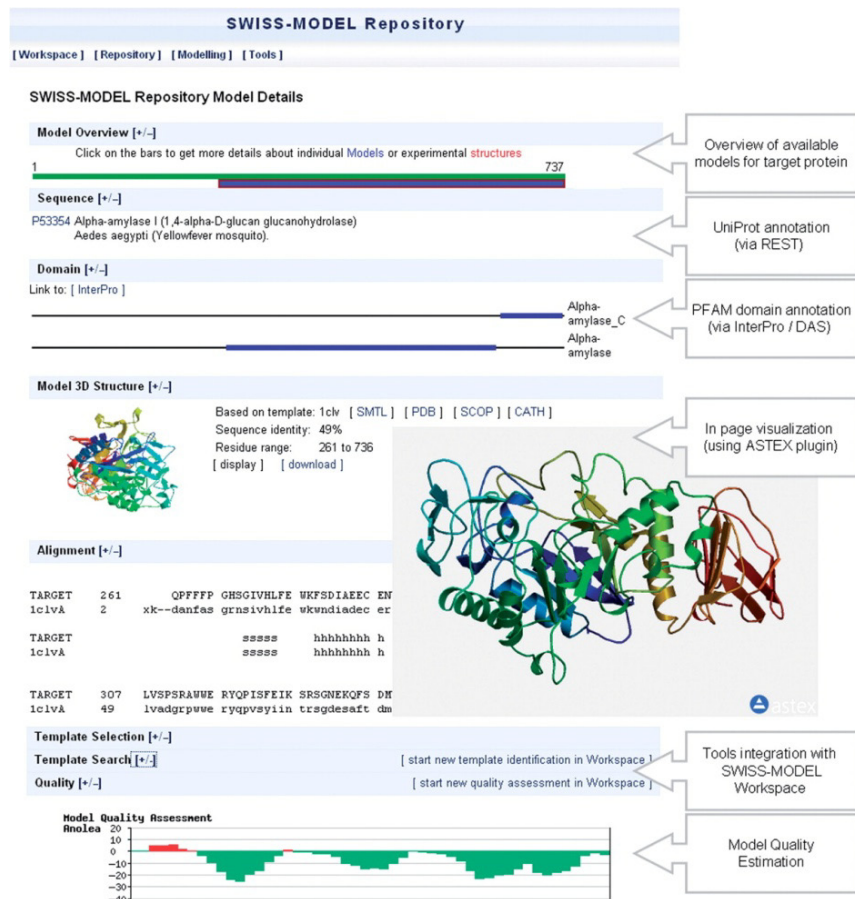 SWISS-MODEL Repository
[ Workspace ] [ Repository ] [ Modelling ] [ Tools ]
SWISS-MODEL Repository Model Details
Model Overview [+/–]
Click on the bars to get more details about individual Models or experimental structures
1 737
Overview of available
models for target protein
Sequence [+/–]
P53354 Alpha-amylase I (1,4-alpha-D-glucan glucanohydrolase)
Aedes aegypti (Yellowfever mosquito).
UniProt annotation
(via REST)
Domain [+/–]
Link to: [ InterPro ]
Alpha-
amylase_C
Alpha-
amylase
PFAM domain annotation
(via InterPro / DAS)
Model 3D Structure [+/–]
Based on template: 1clv [ SMTL ] [ PDB ] [ SCOP ] [ CATH ]
Sequence identity: 49%
Residue range: 261 to 736
[ display ] [ download ]
In page visualization
(using ASTEX plugin)
Alignment [+/–]
TARGET 261 QPFFFP GHSGIVHLFE WKFSDIAEEC EN
1clvA 2 xk--danfas grnsivhlfe wkwndiadec er
TARGET sssss hhhhhhhh h
1clvA sssss hhhhhhhh h
TARGET 307 LVSPSRAWWE RYQPISFEIK SRSGNEKQFS DM
1clvA 49 lvadgrpwwe ryqpvsyiin trsgdesaft dm
astex
Template Selection [+/–]
Template Search [+/-] [ start new template identification in Workspace ]
Quality [+/–] [ start new quality assessment in Workspace ]
Tools integration with
SWISS-MODEL
Workspace
Model Quality Assessment
Anolea 20
10
0
-10
-20
-30
-40
Model Quality
Estimation